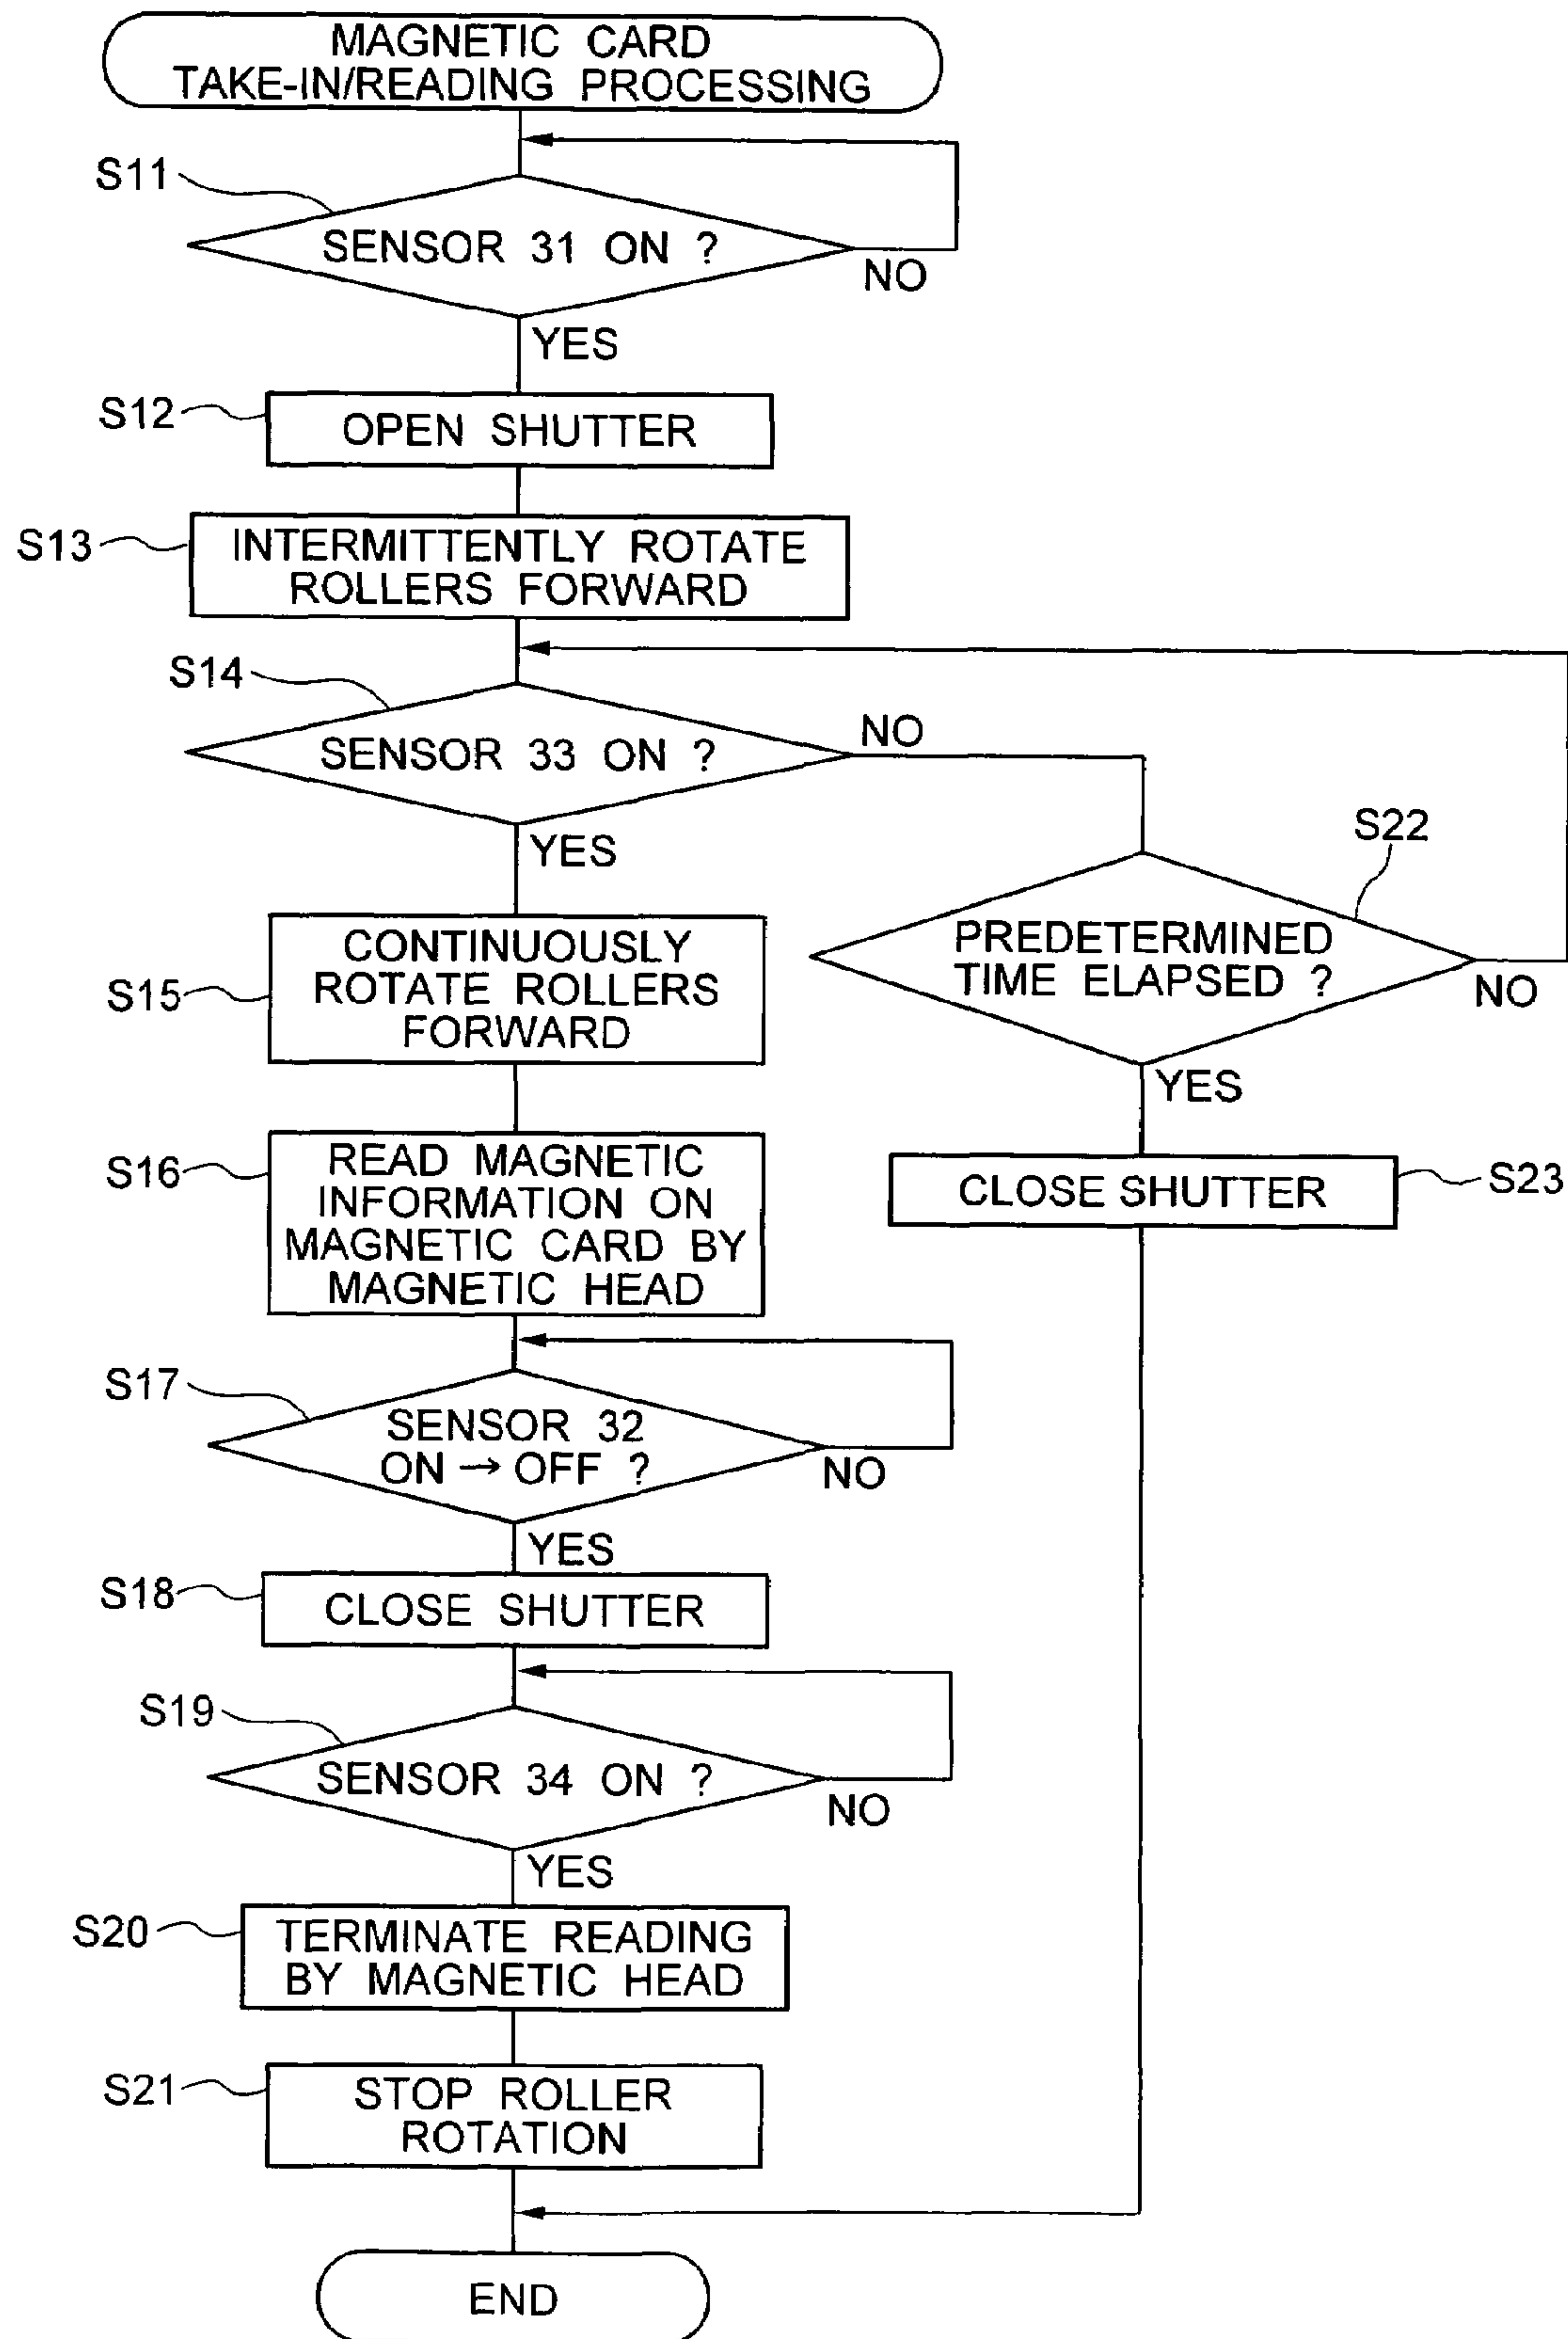 MAGNETIC CARD
TAKE-IN/READING PROCESSING
S11
SENSOR 31 ON ?
NO
YES
S12
OPEN SHUTTER
S13
INTERMITTENTLY ROTATE
ROLLERS FORWARD
S14
SENSOR 33 ON ?
NO
YES
S22
PREDETERMINED
TIME ELAPSED ?
NO
YES
S15
CONTINUOUSLY
ROTATE ROLLERS
FORWARD
S16
READ MAGNETIC
INFORMATION ON
MAGNETIC CARD BY
MAGNETIC HEAD
S23
CLOSE SHUTTER
S17
SENSOR 32
ON → OFF ?
NO
YES
S18
CLOSE SHUTTER
S19
SENSOR 34 ON ?
NO
YES
S20
TERMINATE READING
BY MAGNETIC HEAD
S21
STOP ROLLER
ROTATION
END